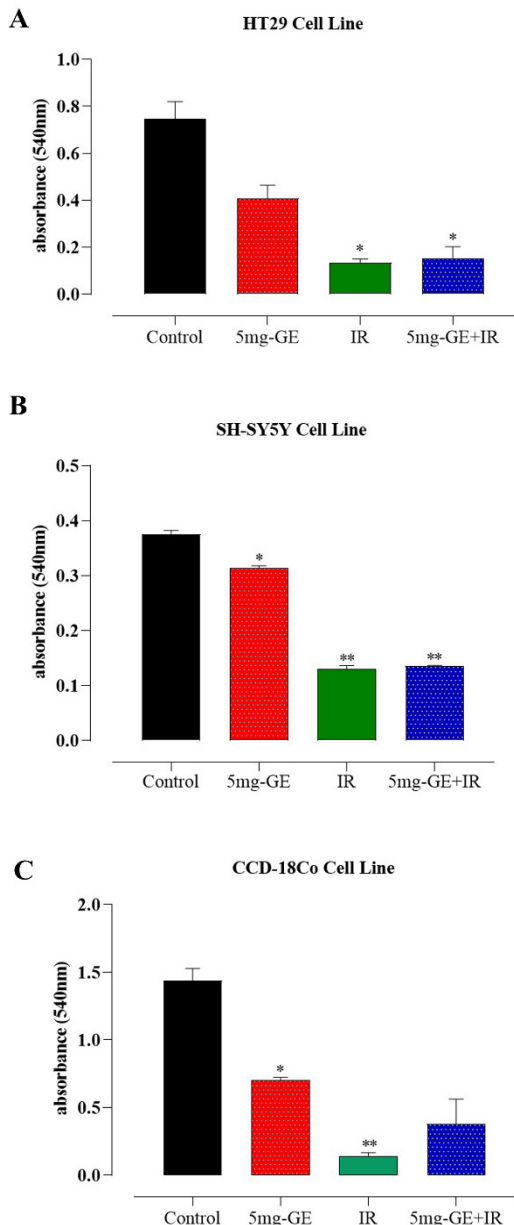 A
HT29 Cell Line
absorbance (540nm)
1.0
0.8
0.6
0.4
0.2
0.0
*
*
Control 5mg-GE IR 5mg-GE+IR
B
SH-SY5Y Cell Line
absorbance (540nm)
0.5
0.4
0.3
0.2
0.1
0.0
*
**
**
Control 5mg-GE IR 5mg-GE+IR
C
CCD-18Co Cell Line
absorbance (540nm)
2.0
1.5
1.0
0.5
0.0
*
**
Control 5mg-GE IR 5mg-GE+IR